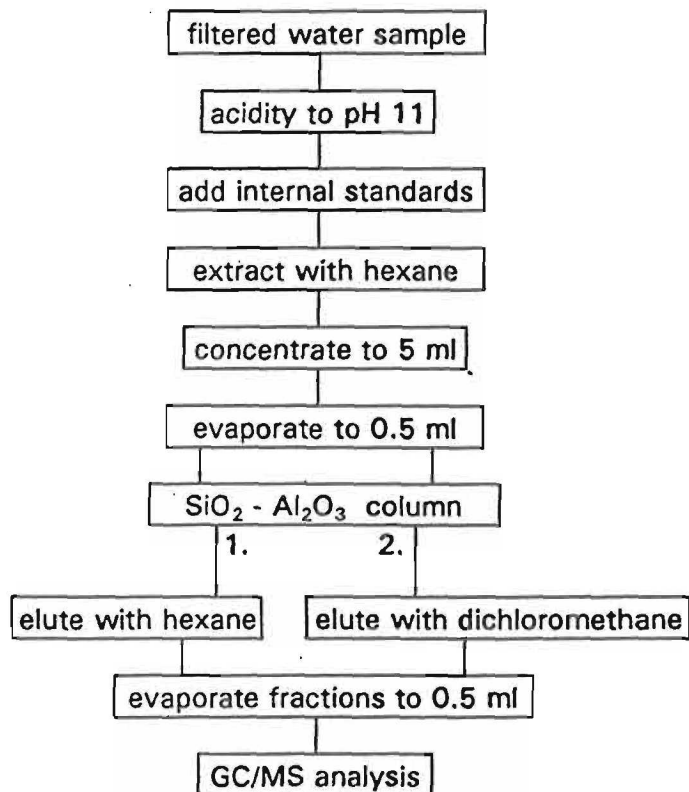 filtered water sample
acidity to pH 11
add internal standards
extract with hexane
concentrate to 5 ml
evaporate to 0.5 ml
SiO₂ - Al₂O₃ column
1. 2.
elute with hexane elute with dichloromethane
evaporate fractions to 0.5 ml
GC/MS analysis